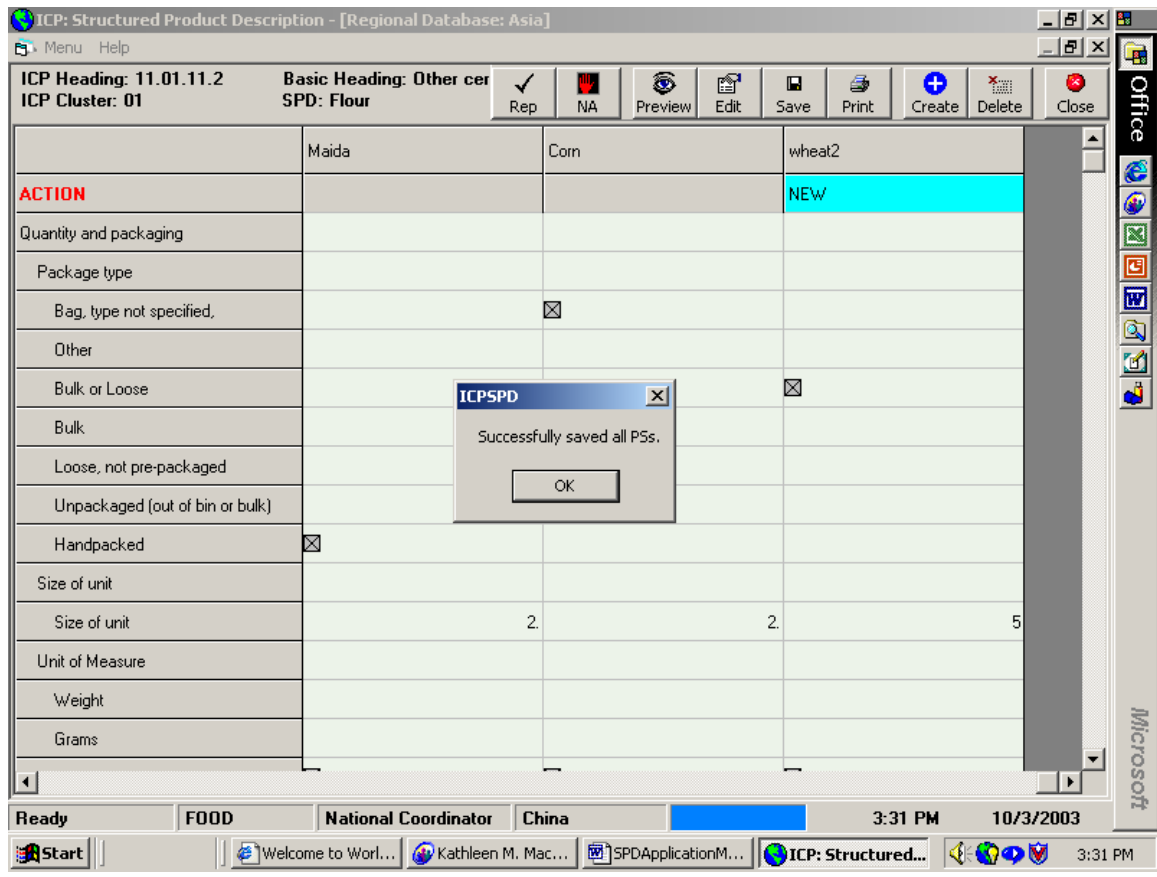 ICP: Structured Product Description - [Regional Database: Asia]
Menu Help
ICP Heading: 11.01.11.2 Basic Heading: Other cer
ICP Cluster: 01 SPD: Flour
Rep NA Preview Edit Save Print Create Delete Close
Office
Maida Corn wheat2
ACTION NEW
Quantity and packaging
Package type
Bag, type not specified,
Other
Bulk or Loose
Bulk
Loose, not pre-packaged
Unpackaged (out of bin or bulk)
Handpacked
Size of unit
Size of unit 2. 2. 5
Unit of Measure
Weight
Grams
ICPSPD
Successfully saved all PSs.
OK
Microsoft
Ready FOOD National Coordinator China 3:31 PM 10/3/2003
Start Welcome to Worl... Kathleen M. Mac... SPDApplicationM... ICP: Structured... 3:31 PM